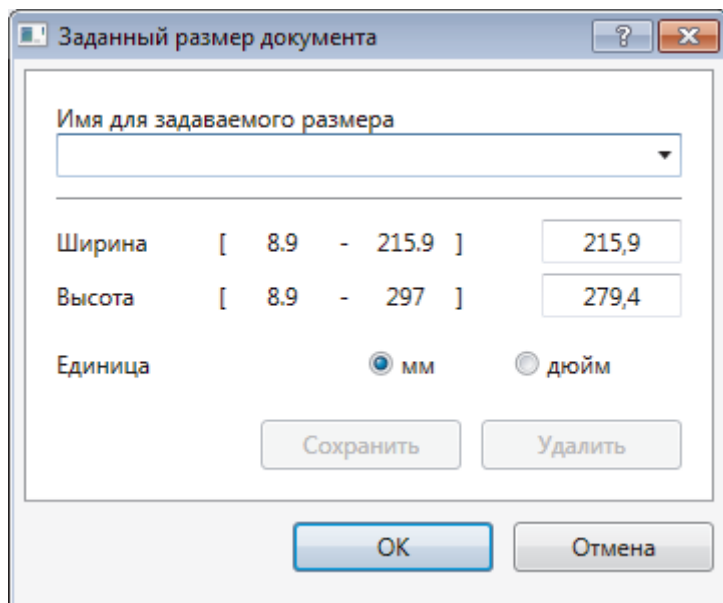 Заданный размер документа
Имя для задаваемого размера
Ширина [ 8.9 - 215.9 ] 215,9
Высота [ 8.9 - 297 ] 279,4
Единица мм дюйм
Сохранить Удалить
OK Отмена